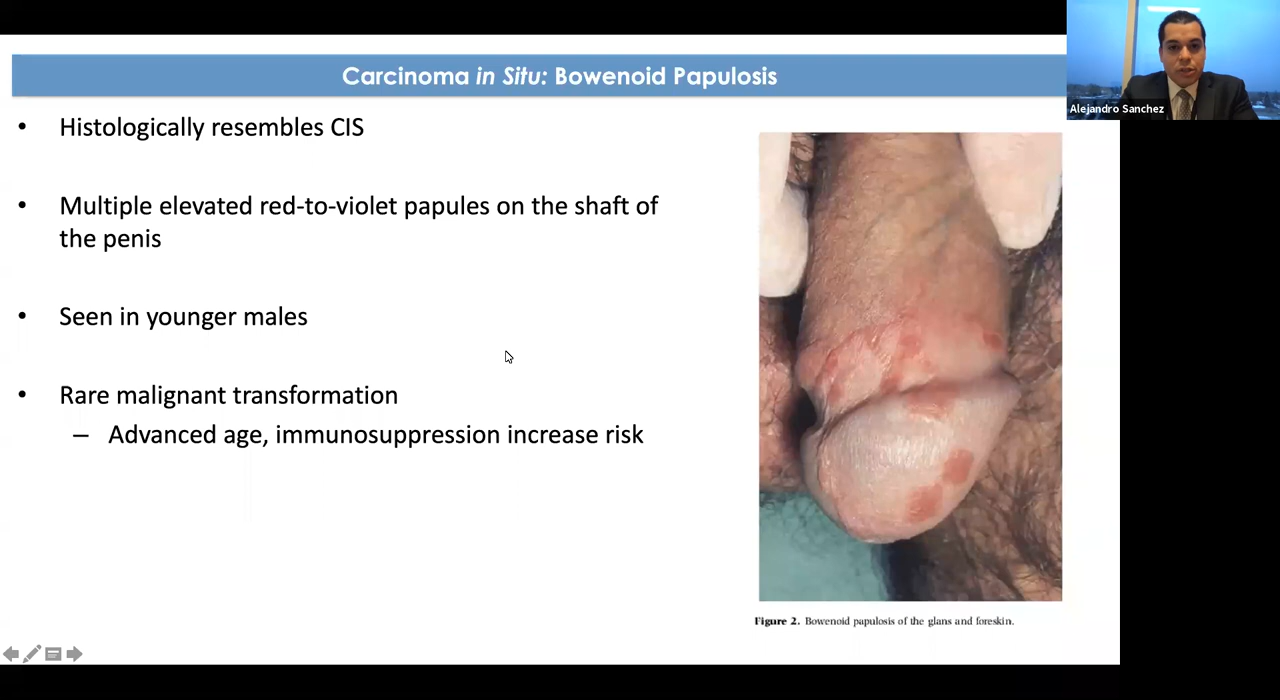 Carcinoma in Situ: Bowenoid Papulosis
Alejandro Sanchez
• Histologically resembles CIS
• Multiple elevated red-to-violet papules on the shaft of
the penis
• Seen in younger males
• Rare malignant transformation
– Advanced age, immunosuppression increase risk
Figure 2. Bowenoid papulosis of the glans and foreskin.